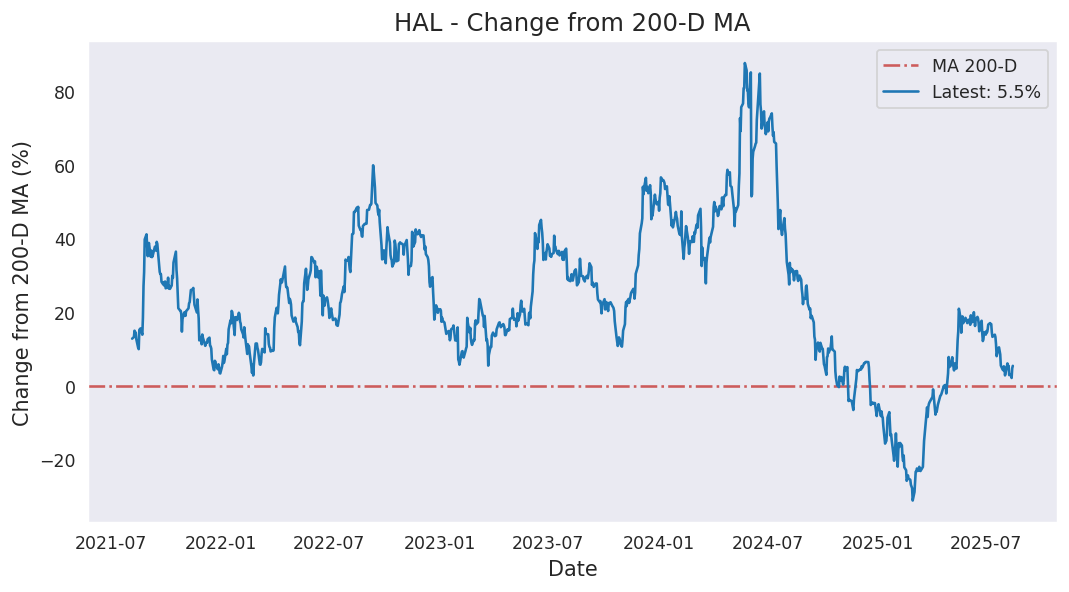 HAL - Change from 200-D MA
MA 200-D
Latest: 5.5%
Change from 200-D MA (%)
80
60
40
20
0
−20
2021-07 2022-01 2022-07 2023-01 2023-07 2024-01 2024-07 2025-01 2025-07
Date